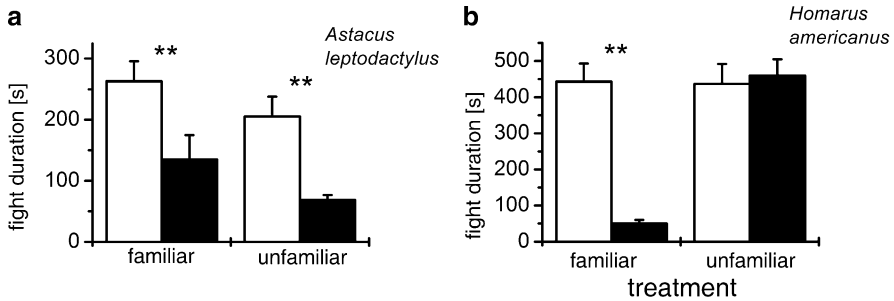 a
Astacus
leptodactylus
fight duration [s]
300
200
100
0
**
**
familiar
unfamiliar
b
Homarus
americanus
fight duration [s]
500
400
300
200
100
0
**
familiar
unfamiliar
treatment